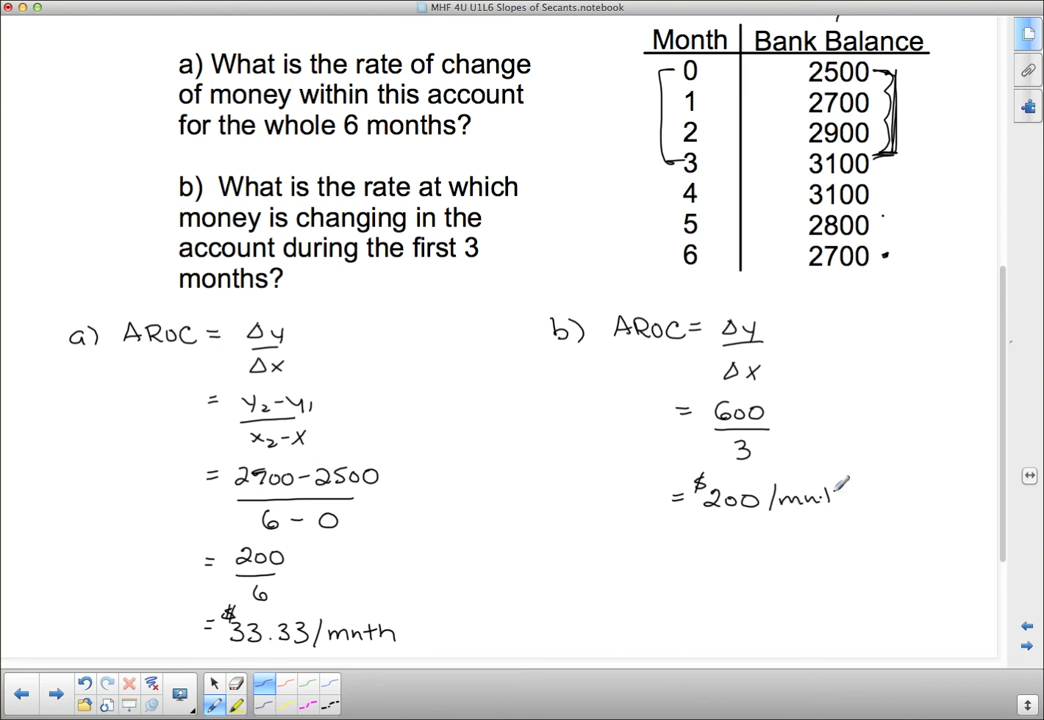 MHF 4U U1L6 Slopes of Secants.notebook
a) What is the rate of change
of money within this account
for the whole 6 months?
b) What is the rate at which
money is changing in the
account during the first 3
months?
Month Bank Balance
0 2500
1 2700
2 2900
3 3100
4 3100
5 2800
6 2700
a) AROC = Δy
Δx
= y₂-y₁
x₂-x
= 2700-2500
6-0
= 200
6
= $33.33/mnth
b) AROC = Δy
Δx
= 600
3
= $200/